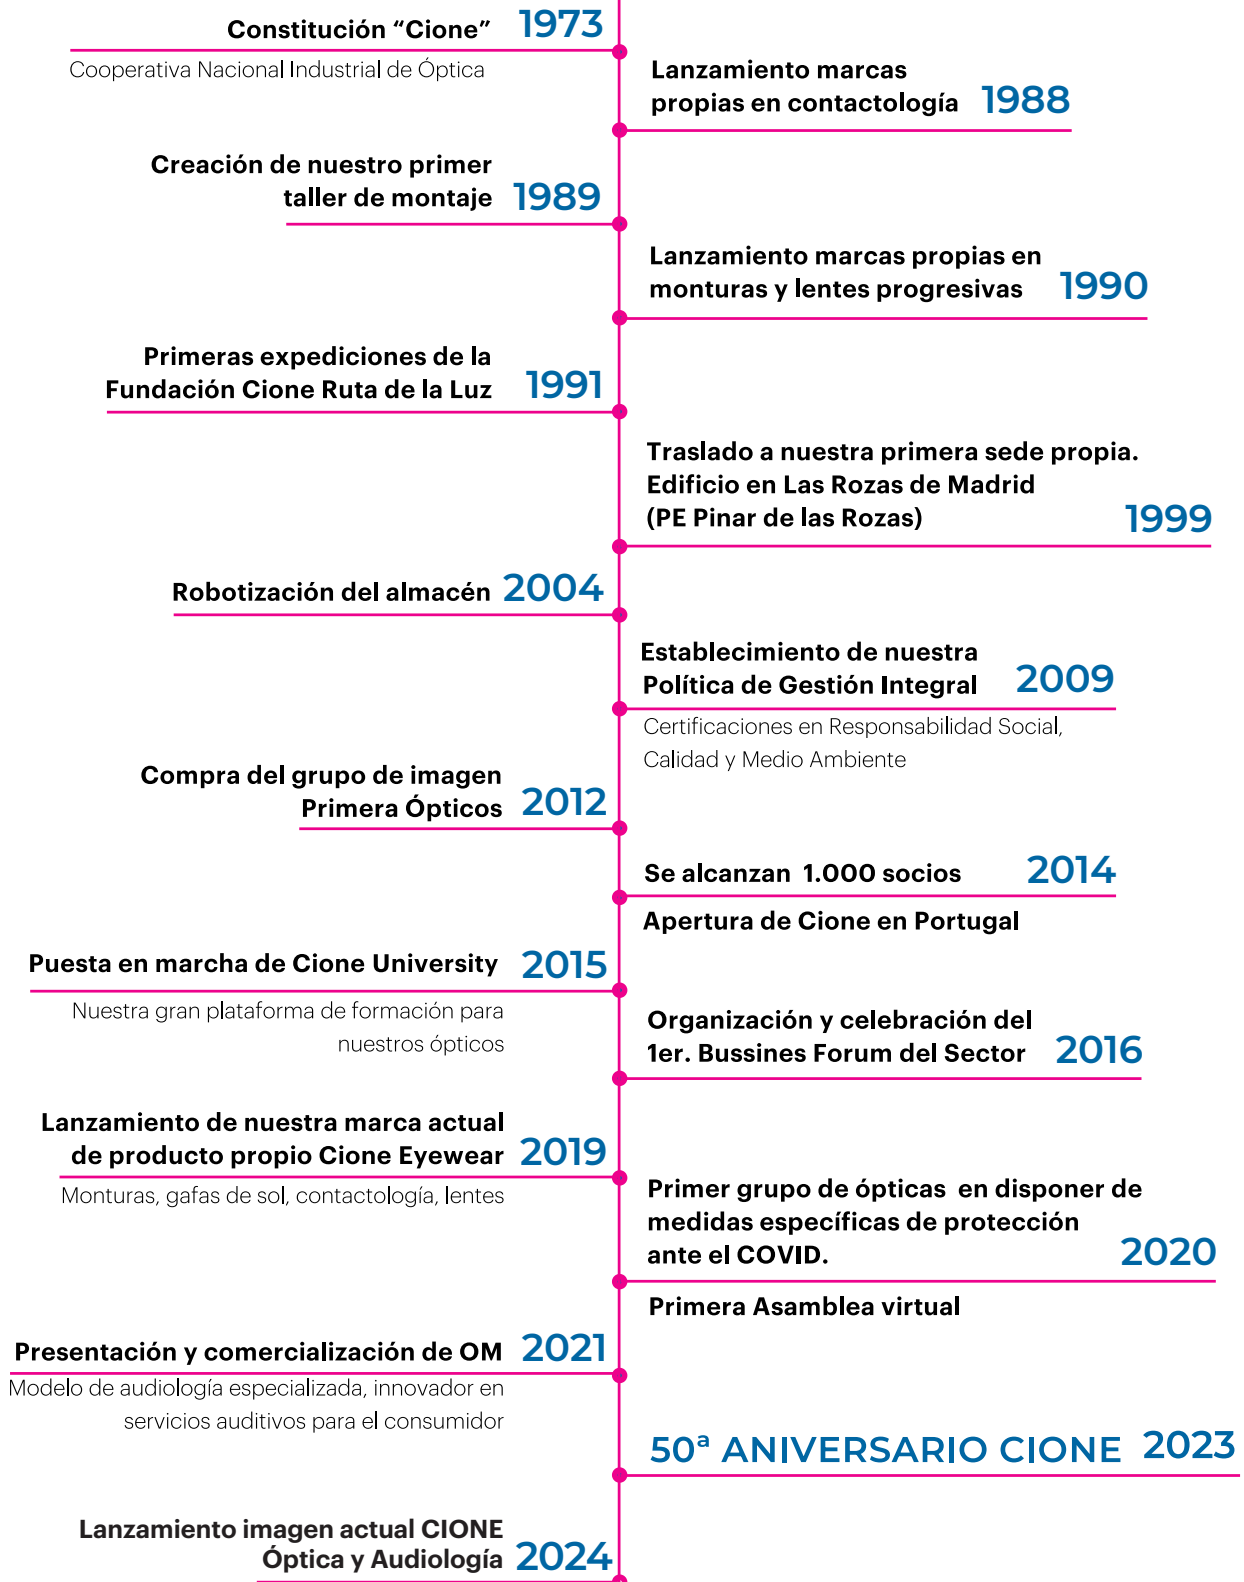 Constitución “Cione” 1973
Cooperativa Nacional Industrial de Óptica
Lanzamiento marcas
propias en contactología 1988
Creación de nuestro primer
taller de montaje 1989
Lanzamiento marcas propias en
monturas y lentes progresivas 1990
Primeras expediciones de la
Fundación Cione Ruta de la Luz 1991
Traslado a nuestra primera sede propia.
Edificio en Las Rozas de Madrid
(PE Pinar de las Rozas) 1999
Robotización del almacén 2004
Establecimiento de nuestra
Política de Gestión Integral 2009
Certificaciones en Responsabilidad Social,
Calidad y Medio Ambiente
Compra del grupo de imagen
Primera Ópticos 2012
Se alcanzan 1.000 socios 2014
Apertura de Cione en Portugal
Puesta en marcha de Cione University 2015
Nuestra gran plataforma de formación para
nuestros ópticos
Organización y celebración del
1er. Bussines Forum del Sector 2016
Lanzamiento de nuestra marca actual
de producto propio Cione Eyewear 2019
Monturas, gafas de sol, contactología, lentes
Primer grupo de ópticas en disponer de
medidas específicas de protección
ante el COVID. 2020
Primera Asamblea virtual
Presentación y comercialización de OM 2021
Modelo de audiología especializada, innovador en
servicios auditivos para el consumidor
50ª ANIVERSARIO CIONE 2023
Lanzamiento imagen actual CIONE
Óptica y Audiología 2024